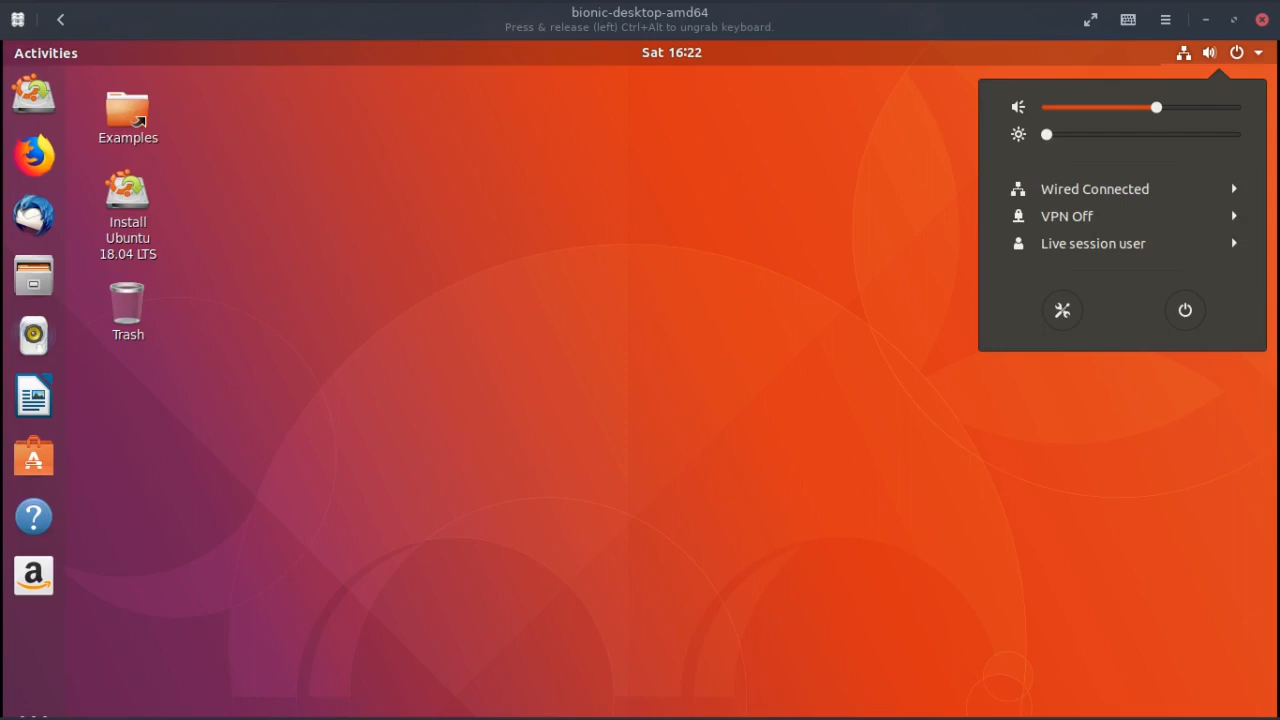 bionic-desktop-amd64
Press & release (left) Ctrl+Alt to ungrab keyboard.
Activities
Sat 16:22
Examples
Install
Ubuntu
18.04 LTS
Trash
Wired Connected
VPN Off
Live session user